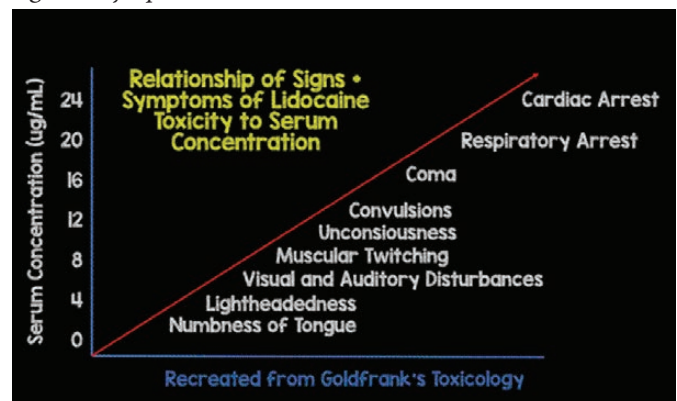 Relationship of Signs +
Symptoms of Lidocaine
Toxicity to Serum
Concentration
Serum Concentration (ug/mL)
24
20
16
12
8
4
0
Cardiac Arrest
Respiratory Arrest
Coma
Convulsions
Unconsiousness
Muscular Twitching
Visual and Auditory Disturbances
Lightheadedness
Numbness of Tongue
Recreated from Goldfrank's Toxicology